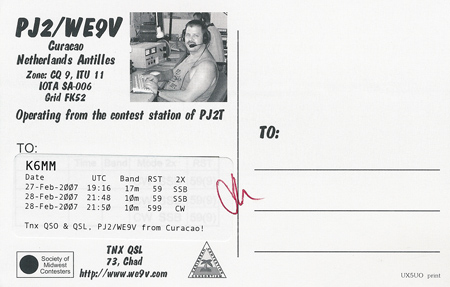 PJ2/WE9V
Curacao
Netherlands Antilles
Zone: CQ 9, ITU 11
IOTA SA-006
Grid FK52
Operating from the contest station of PJ2T
TO:
K6MM
Date UTC Band RST 2X
27-Feb-2007 19:16 17m 59 SSB
28-Feb-2007 21:48 10m 59 SSB
28-Feb-2007 21:50 10m 599 CW
Tnx QSO & QSL, PJ2/WE9V from Curacao!
Society of
Midwest
Contesters
TNX QSL
73, Chad
http://www.we9v.com
TO:
UX5UO print